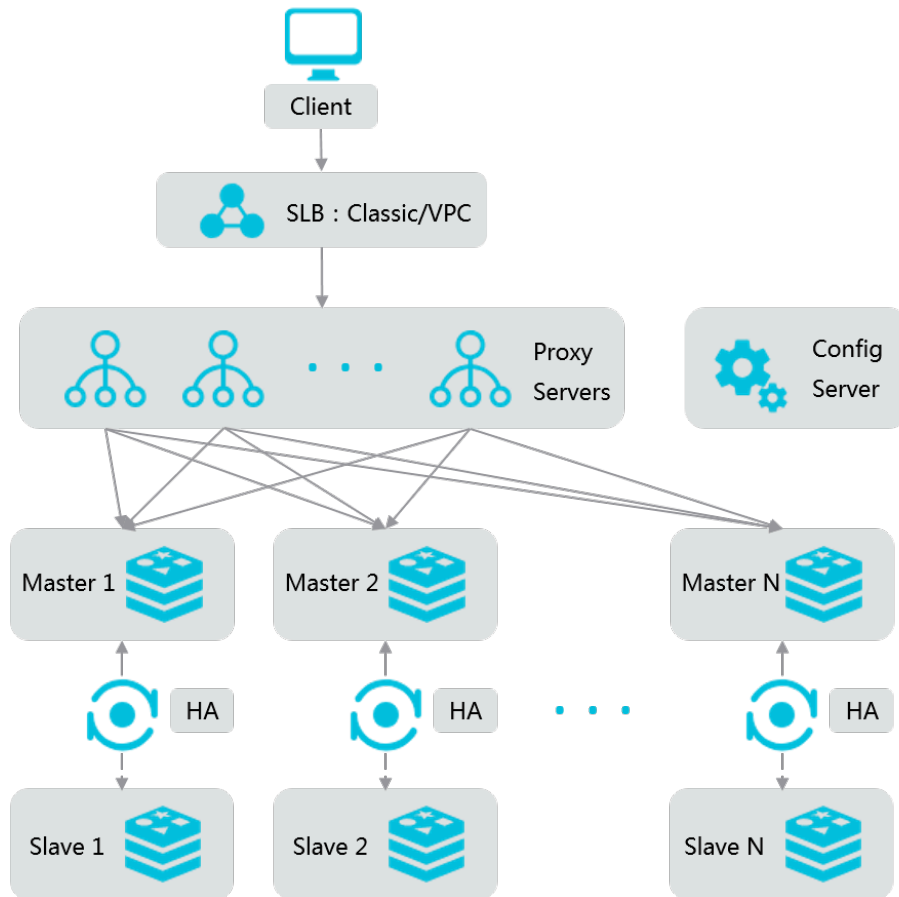 Client
SLB：Classic/VPC
Proxy
Servers
Config
Server
Master 1
Master 2
Master N
HA
HA
HA
Slave 1
Slave 2
Slave N